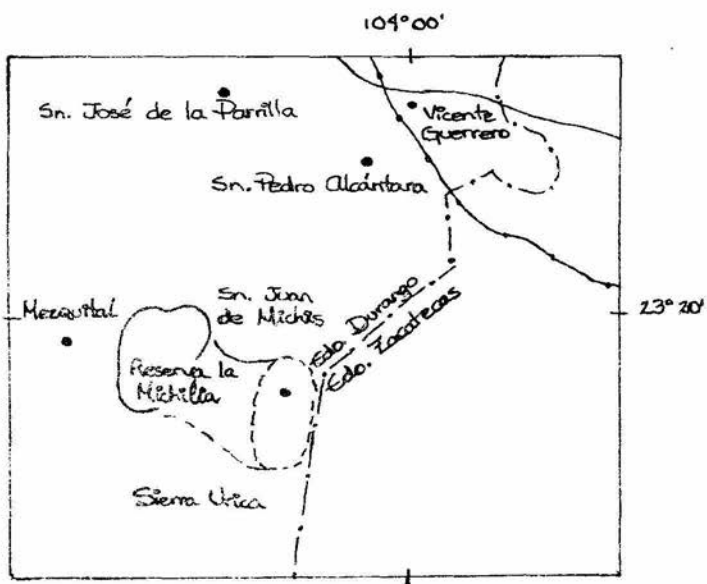 104°00'
Sn. José de la Parrilla
Vicente
Guerrero
Sn. Pedro Alcántara
Mezquital
Sn. Juan
de Michis
Edo. Durango
Edo. Zacatecas
23°20'
Reserva la
Michilia
Sierra Urica